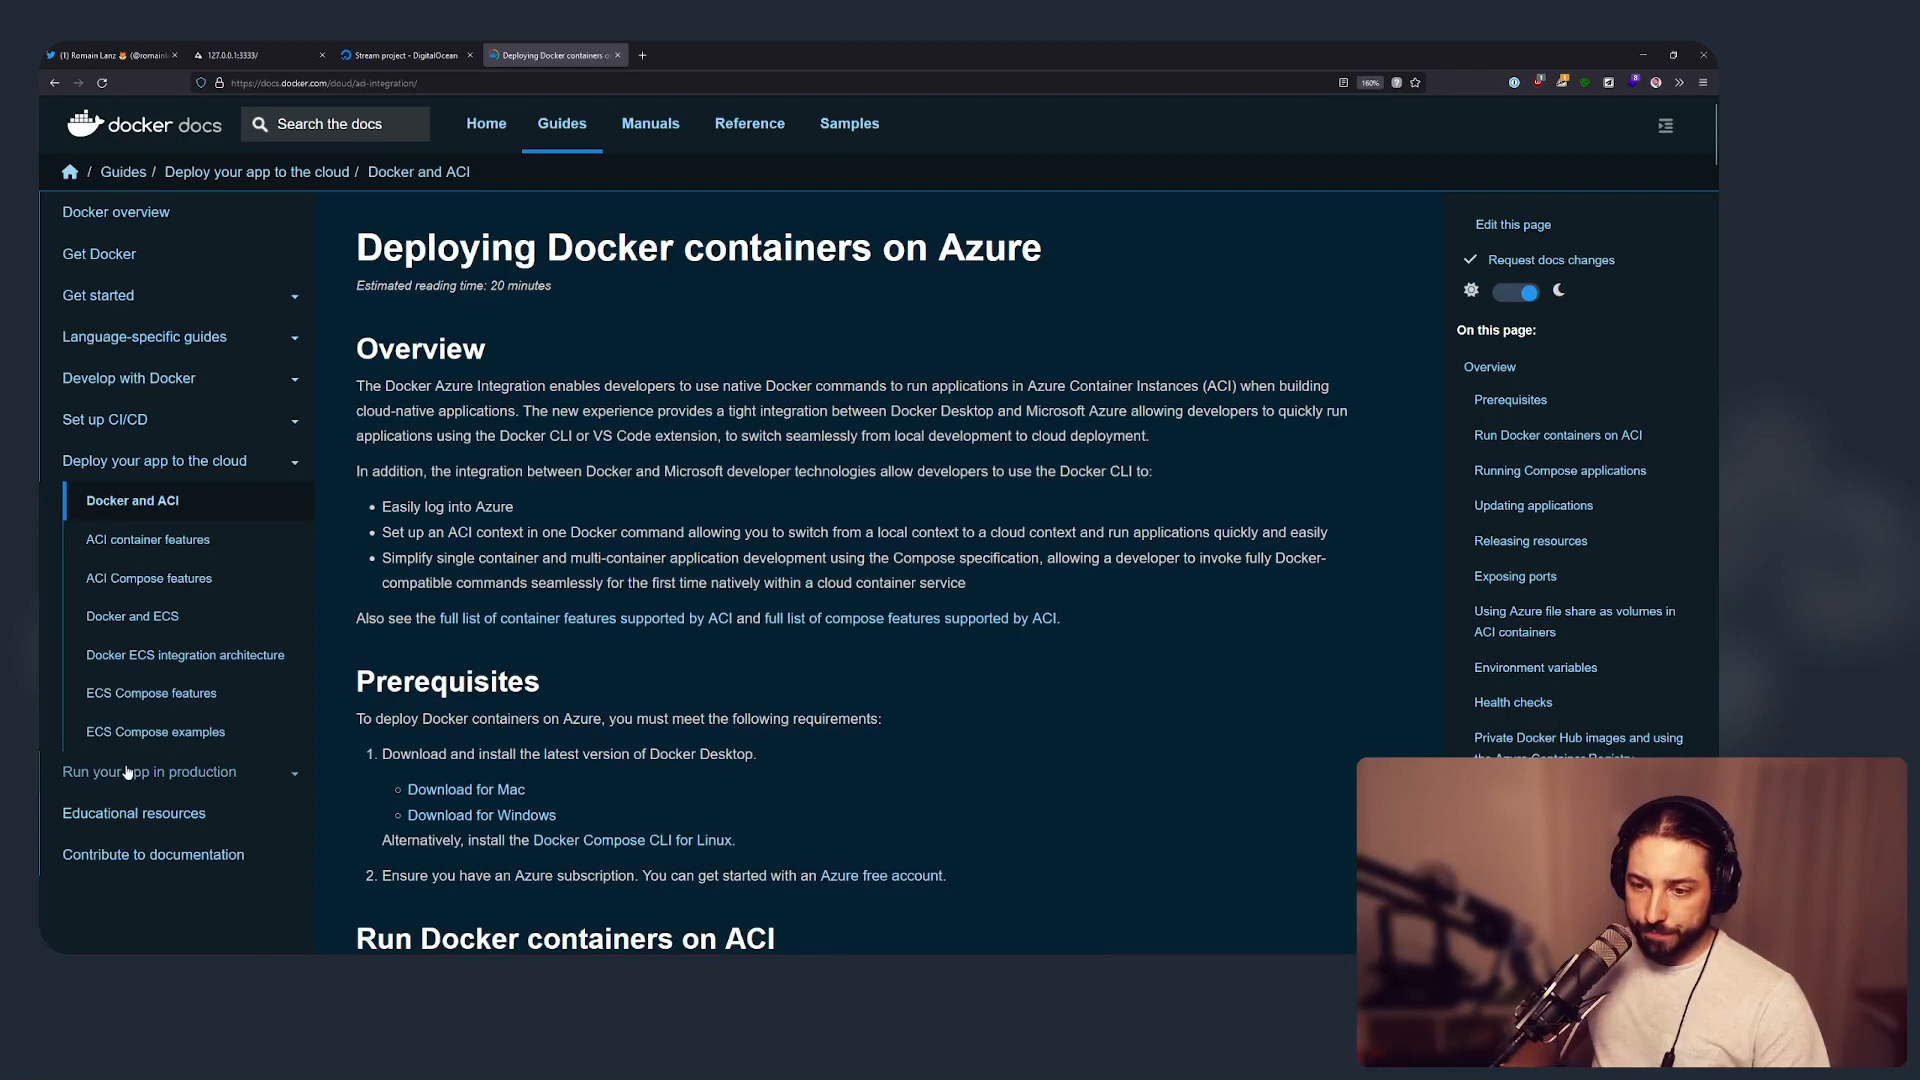 (1) Romain Lanz 🦊 (@romainl
127.0.0.1:3333/
Stream project - DigitalOcean
Deploying Docker containers o
https://docs.docker.com/cloud/aci-integration/
160%
docker docs
Search the docs
Home
Guides
Manuals
Reference
Samples
/ Guides / Deploy your app to the cloud / Docker and ACI
Docker overview
Get Docker
Get started
Language-specific guides
Develop with Docker
Set up CI/CD
Deploy your app to the cloud
Docker and ACI
ACI container features
ACI Compose features
Docker and ECS
Docker ECS integration architecture
ECS Compose features
ECS Compose examples
Run your app in production
Educational resources
Contribute to documentation
Deploying Docker containers on Azure
Estimated reading time: 20 minutes
Overview
The Docker Azure Integration enables developers to use native Docker commands to run applications in Azure Container Instances (ACI) when building
cloud-native applications. The new experience provides a tight integration between Docker Desktop and Microsoft Azure allowing developers to quickly run
applications using the Docker CLI or VS Code extension, to switch seamlessly from local development to cloud deployment.
In addition, the integration between Docker and Microsoft developer technologies allow developers to use the Docker CLI to:
• Easily log into Azure
• Set up an ACI context in one Docker command allowing you to switch from a local context to a cloud context and run applications quickly and easily
• Simplify single container and multi-container application development using the Compose specification, allowing a developer to invoke fully Docker-
compatible commands seamlessly for the first time natively within a cloud container service
Also see the full list of container features supported by ACI and full list of compose features supported by ACI.
Prerequisites
To deploy Docker containers on Azure, you must meet the following requirements:
1. Download and install the latest version of Docker Desktop.
◦ Download for Mac
◦ Download for Windows
Alternatively, install the Docker Compose CLI for Linux.
2. Ensure you have an Azure subscription. You can get started with an Azure free account.
Run Docker containers on ACI
Edit this page
Request docs changes
On this page:
Overview
Prerequisites
Run Docker containers on ACI
Running Compose applications
Updating applications
Releasing resources
Exposing ports
Using Azure file share as volumes in
ACI containers
Environment variables
Health checks
Private Docker Hub images and using
the Azure Container Registry